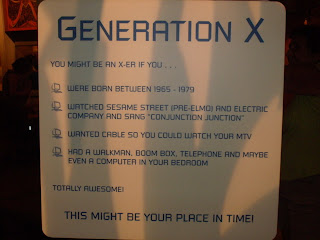 GENERATION X
YOU MIGHT BE AN X-ER IF YOU . . .
WERE BORN BETWEEN 1965 - 1979
WATCHED SESAME STREET (PRE-ELMO) AND ELECTRIC
COMPANY AND SANG "CONJUNCTION JUNCTION"
WANTED CABLE SO YOU COULD WATCH YOUR MTV
HAD A WALKMAN, BOOM BOX, TELEPHONE AND MAYBE
EVEN A COMPUTER IN YOUR BEDROOM
TOTALLY AWESOME!
THIS MIGHT BE YOUR PLACE IN TIME!